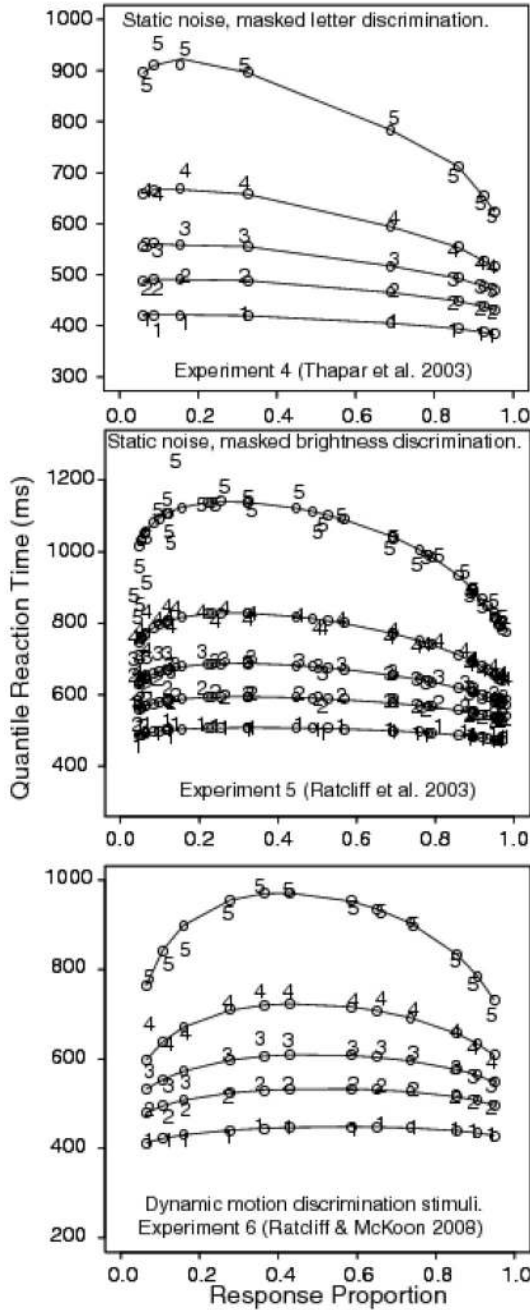 1000
Static noise, masked letter discrimination.
900
800
700
600
500
400
300
Experiment 4 (Thapar et al. 2003)
0.0 0.2 0.4 0.6 0.8 1.0
Static noise, masked brightness discrimination.
1200
1000
800
600
400
Experiment 5 (Ratcliff et al. 2003)
0.0 0.2 0.4 0.6 0.8 1.0
Quantile Reaction Time (ms)
1000
800
600
400
200
Dynamic motion discrimination stimuli.
Experiment 6 (Ratcliff & McKoon 2008)
0.0 0.2 0.4 0.6 0.8 1.0
Response Proportion